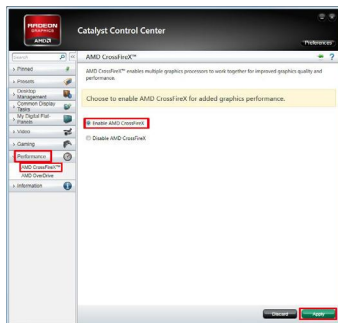 RADEON
GRAPHICS
AMD
Catalyst Control Center
Preferences
Search
Pinned
Presets
Desktop
Management
Common Display
Tasks
My Digital Flat
Panels
Video
Gaming
Performance
AMD CrossFireX™
AMD OverDrive
Information
AMD CrossFireX™
AMD CrossFireX™ enables multiple graphics processors to work together for improved graphics quality and
performance.
Choose to enable AMD CrossFireX for added graphics performance.
Enable AMD CrossFireX
Disable AMD CrossFireX
Discard
Apply